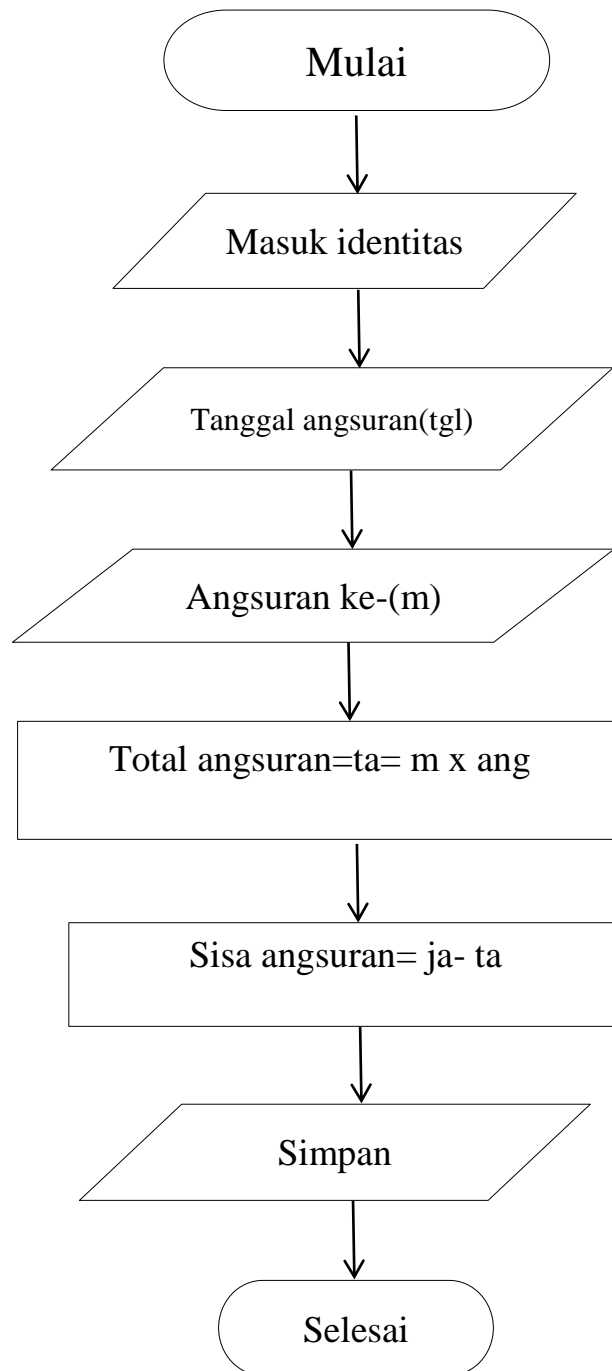 Mulai
Masuk identitas
Tanggal angsuran(tgl)
Angsuran ke-(m)
Total angsuran=ta= m x ang
Sisa angsuran= ja- ta
Simpan
Selesai